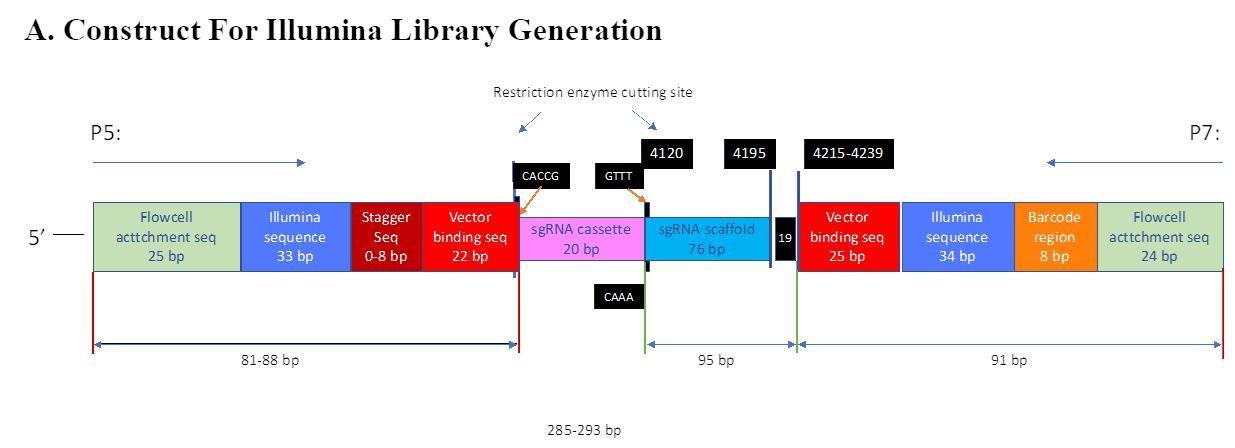 A. Construct For Illumina Library Generation
Restriction enzyme cutting site
P5:
P7:
4120
4195
4215-4239
CACCG
GTTT
5’
Flowcell
acttchment seq
25 bp
Illumina
sequence
33 bp
Stagger
Seq
0-8 bp
Vector
binding seq
22 bp
sgRNA cassette
20 bp
sgRNA scaffold
76 bp
19
Vector
binding seq
25 bp
Illumina
sequence
34 bp
Barcode
region
8 bp
Flowcell
acttchment seq
24 bp
CAAA
81-88 bp
95 bp
91 bp
285-293 bp